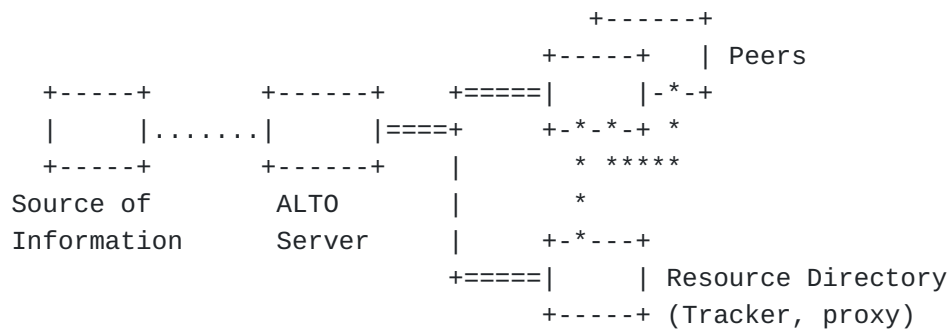 +------+
                                  +-----+   | Peers
  +-----+       +------+    +=====|     |-*-+
  |     |.......|      |====+     +-*-*-+ *
  +-----+       +------+    |       * *****
Source of        ALTO       |       *
Information      Server     |     +-*---+
                            +=====|     | Resource Directory
                                  +-----+ (Tracker, proxy)